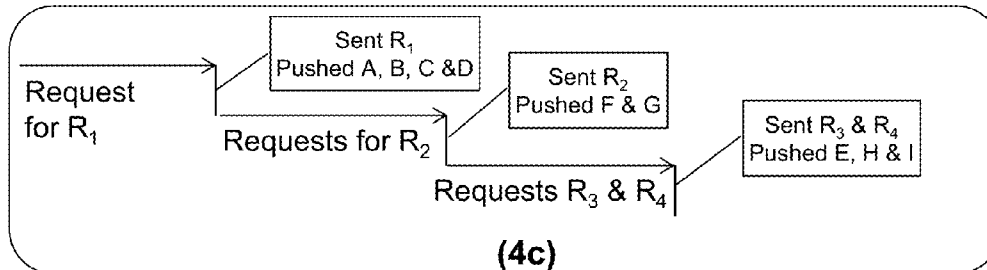 Request
for R₁
Sent R₁
Pushed A, B, C &D
Requests for R₂
Sent R₂
Pushed F & G
Requests R₃ & R₄
Sent R₃ & R₄
Pushed E, H & I
(4c)